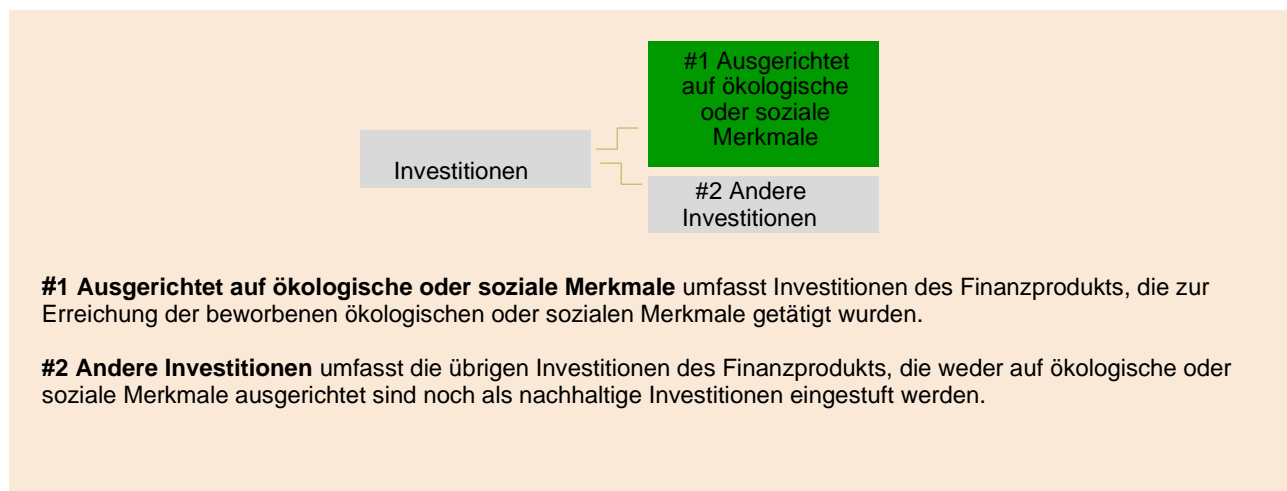 #1 Ausgerichtet
auf ökologische
oder soziale
Merkmale
Investitionen
#2 Andere
Investitionen
#1 Ausgerichtet auf ökologische oder soziale Merkmale umfasst Investitionen des Finanzprodukts, die zur
Erreichung der beworbenen ökologischen oder sozialen Merkmale getätigt wurden.
#2 Andere Investitionen umfasst die übrigen Investitionen des Finanzprodukts, die weder auf ökologische oder
soziale Merkmale ausgerichtet sind noch als nachhaltige Investitionen eingestuft werden.